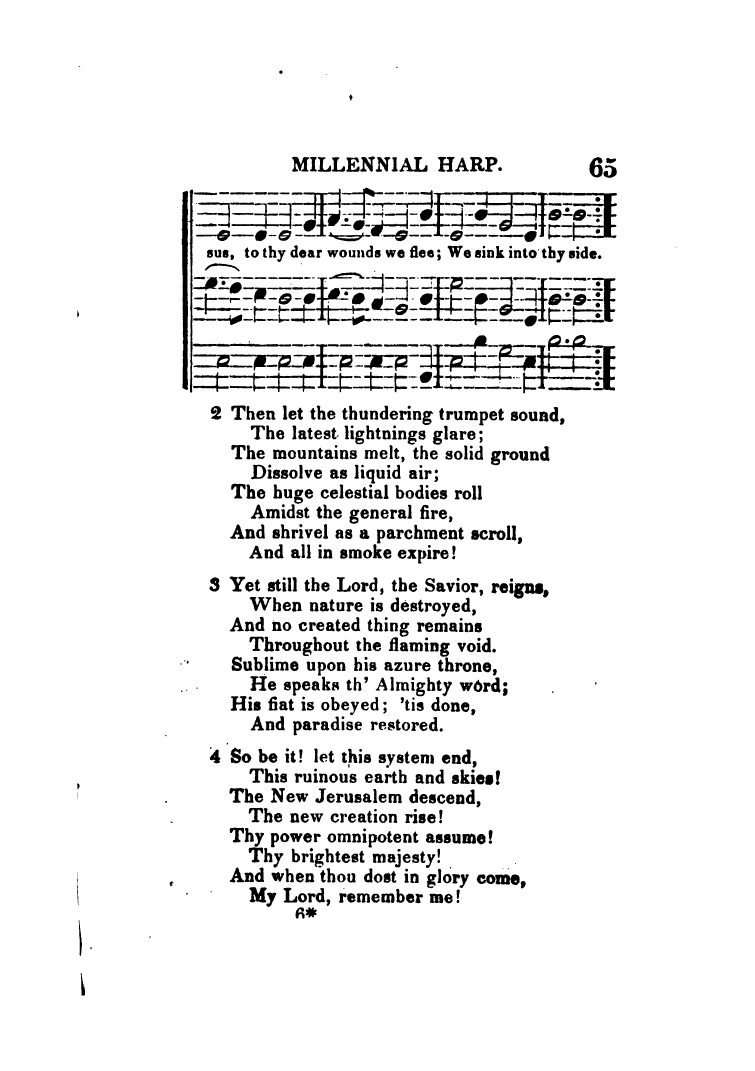 MILLENNIAL HARP. 65
sus, to thy dear wounds we flee; We sink into thy side.
2 Then let the thundering trumpet sound,
The latest lightnings glare;
The mountains melt, the solid ground
Dissolve as liquid air;
The huge celestial bodies roll
Amidst the general fire,
And shrivel as a parchment scroll,
And all in smoke expire!
3 Yet still the Lord, the Savior, reigns,
When nature is destroyed,
And no created thing remains
Throughout the flaming void.
Sublime upon his azure throne,
He speaks th' Almighty word;
His fiat is obeyed; 'tis done,
And paradise restored.
4 So be it! let this system end,
This ruinous earth and skies!
The New Jerusalem descend,
The new creation rise!
Thy power omnipotent assume!
Thy brightest majesty!
And when thou dost in glory come,
My Lord, remember me!
6*